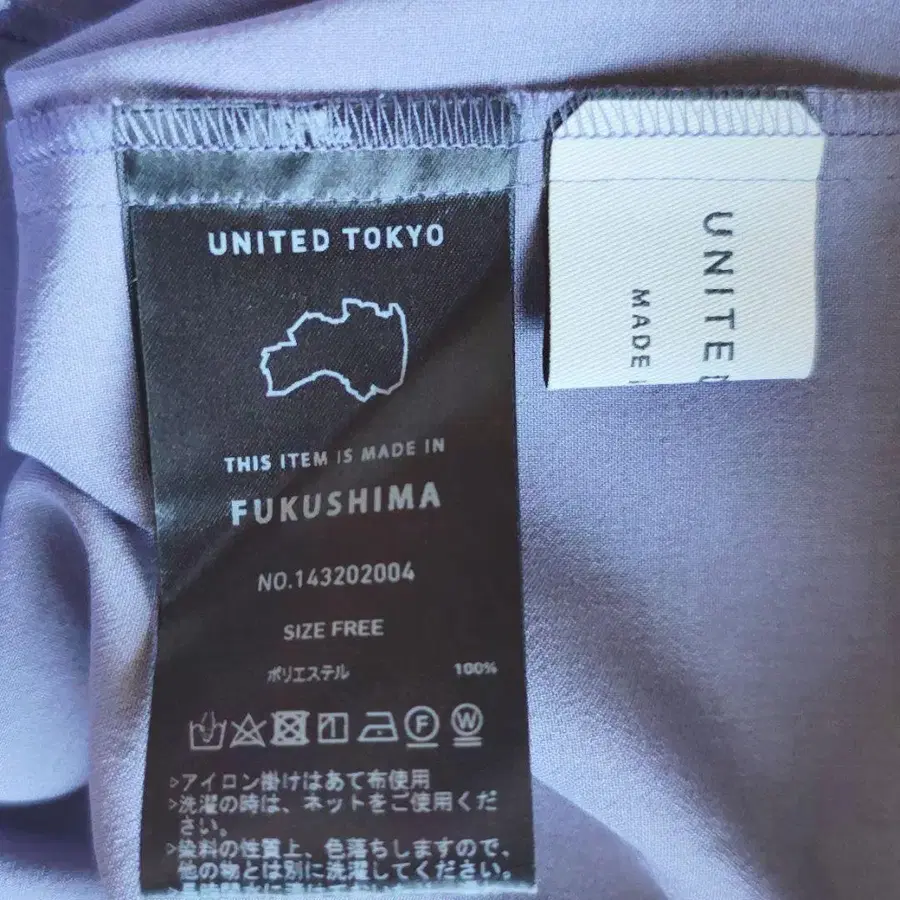 UNITED TOKYO
THIS ITEM IS MADE IN
FUKUSHIMA
NO.143202004
SIZE FREE
ポリエステル 100%
F W
▷アイロン掛けはあて布使用
▷洗濯の時は、ネットをご使用くだ
さい。
▷染料の性質上、色落ちしますので、
他の物とは別に洗濯してください。
UNITED
MADE I